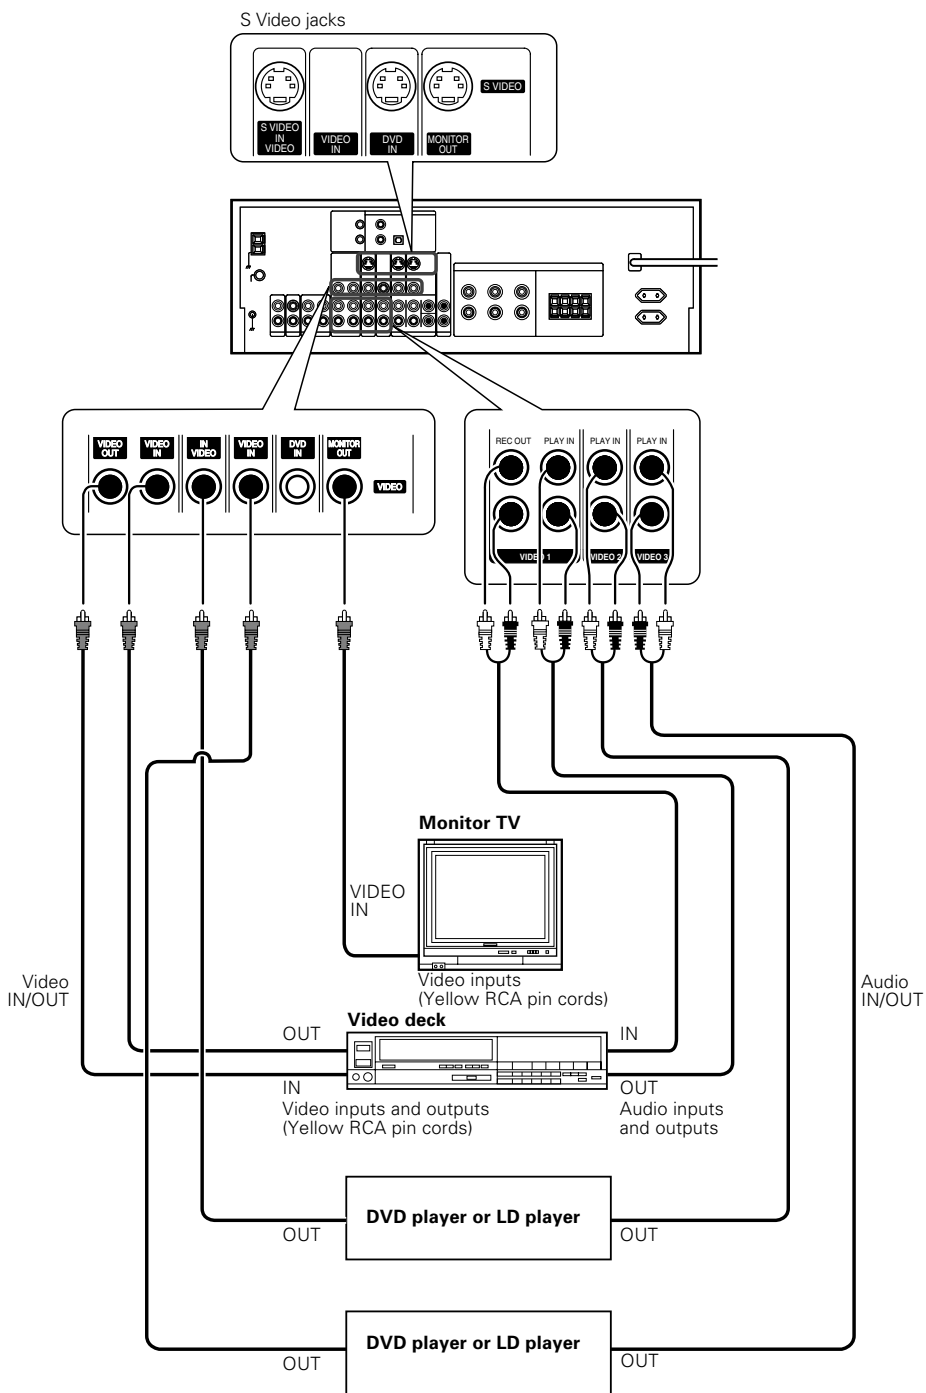 S Video jacks
S VIDEO
S VIDEO
IN
VIDEO
VIDEO
IN
DVD
IN
MONITOR
OUT
VIDEO
OUT
VIDEO
IN
IN
VIDEO
VIDEO
IN
DVD
IN
MONITOR
OUT
VIDEO
REC OUT
PLAY IN
PLAY IN
PLAY IN
VIDEO 1
VIDEO 2
VIDEO 3
Monitor TV
VIDEO
IN
Video inputs
(Yellow RCA pin cords)
Video
IN/OUT
Audio
IN/OUT
Video deck
OUT
IN
IN
OUT
Video inputs and outputs
(Yellow RCA pin cords)
Audio inputs
and outputs
DVD player or LD player
OUT
OUT
DVD player or LD player
OUT
OUT